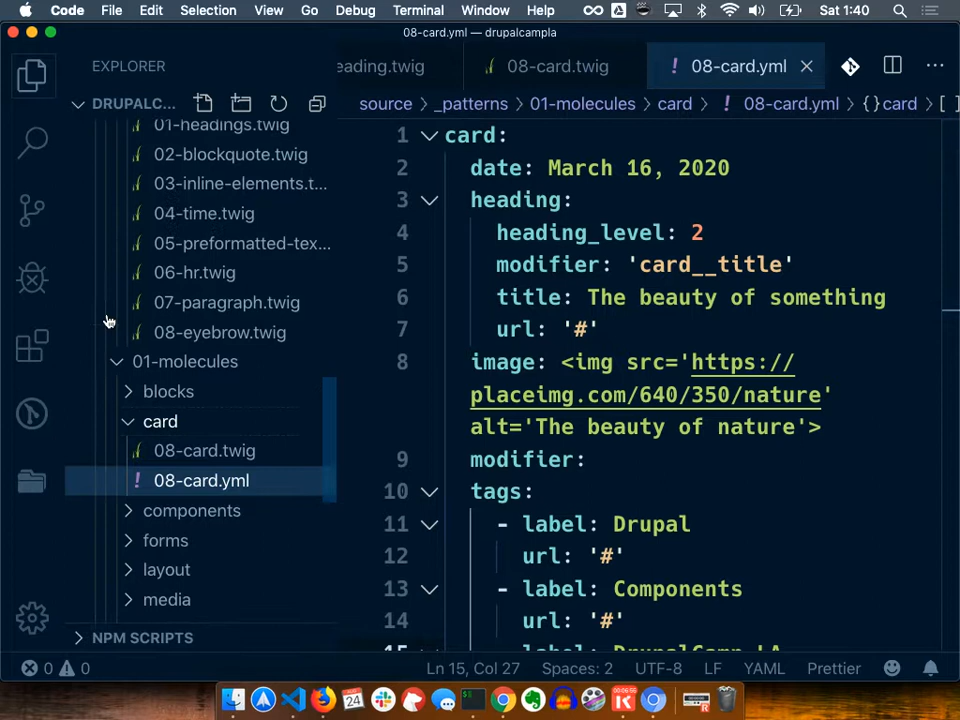 Code File Edit Selection View Go Debug Terminal Window Help Sat 1:40
08-card.yml — drupalcampla
EXPLORER
eading.twig 08-card.twig ! 08-card.yml
DRUPALC...
source > _patterns > 01-molecules > card > ! 08-card.yml > {} card > [ ]
01-headings.twig
02-blockquote.twig
03-inline-elements.t...
04-time.twig
05-preformatted-tex...
06-hr.twig
07-paragraph.twig
08-eyebrow.twig
01-molecules
blocks
card
08-card.twig
! 08-card.yml
components
forms
layout
media
NPM SCRIPTS
1 card:
2 date: March 16, 2020
3 heading:
4 heading_level: 2
5 modifier: 'card__title'
6 title: The beauty of something
7 url: '#'
8 image: <img src='https://
placeimg.com/640/350/nature'
alt='The beauty of nature'>
9 modifier:
10 tags:
11 - label: Drupal
12 url: '#'
13 - label: Components
14 url: '#'
15 - label: DrupalCamp LA
0 0 Ln 15, Col 27 Spaces: 2 UTF-8 LF YAML Prettier
24